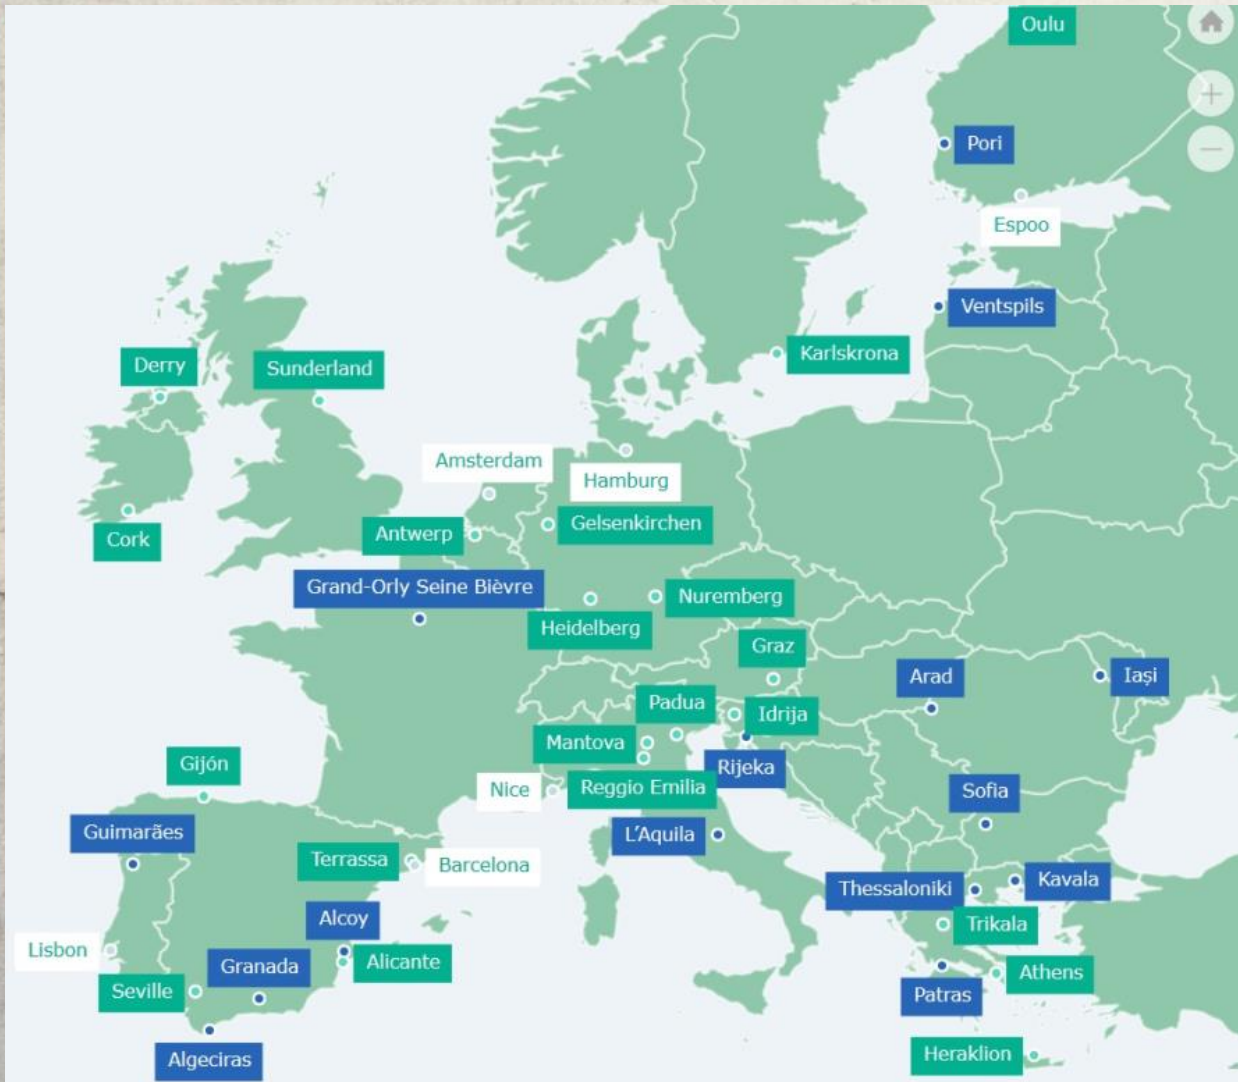 Oulu
Pori
Espoo
Ventspils
Karlskrona
Derry
Sunderland
Amsterdam
Hamburg
Cork
Antwerp
Gelsenkirchen
Grand-Orly Seine Bièvre
Nuremberg
Heidelberg
Graz
Arad
Iași
Padua
Idrija
Mantova
Rijeka
Gijón
Nice
Reggio Emilia
Sofia
Guimarães
L'Aquila
Terrassa
Barcelona
Thessaloniki
Kavala
Alcoy
Trikala
Lisbon
Granada
Alicante
Seville
Athens
Patras
Algeciras
Heraklion